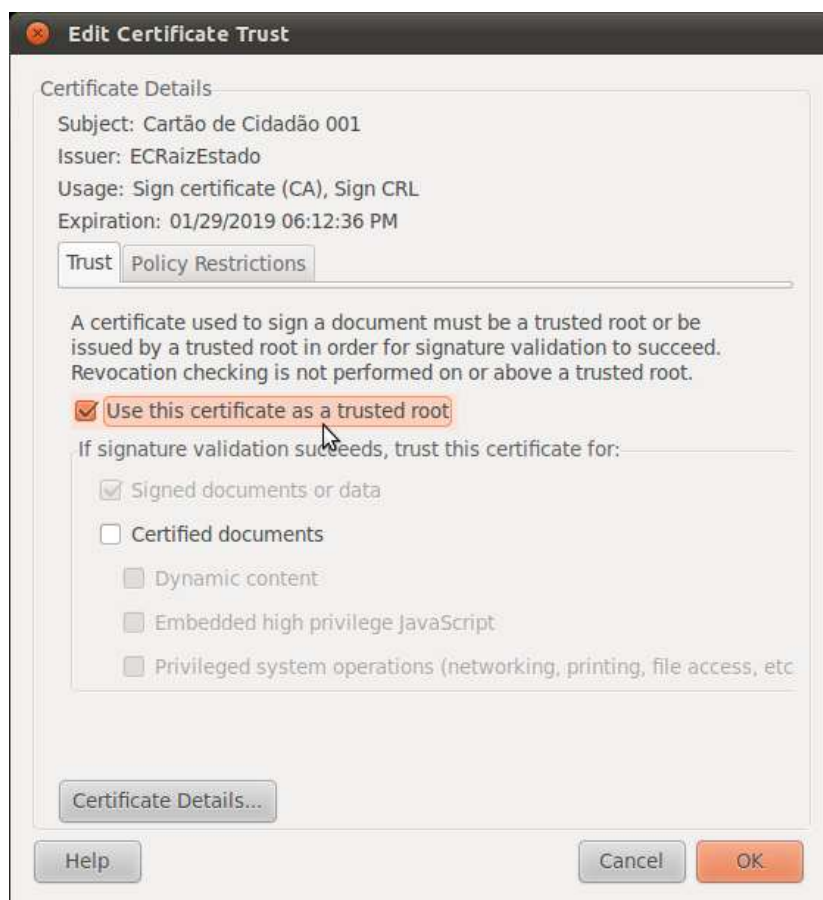 Edit Certificate Trust
Certificate Details
Subject: Cartão de Cidadão 001
Issuer: ECRaizEstado
Usage: Sign certificate (CA), Sign CRL
Expiration: 01/29/2019 06:12:36 PM
Trust Policy Restrictions
A certificate used to sign a document must be a trusted root or be
issued by a trusted root in order for signature validation to succeed.
Revocation checking is not performed on or above a trusted root.
Use this certificate as a trusted root
If signature validation succeeds, trust this certificate for:
Signed documents or data
Certified documents
Dynamic content
Embedded high privilege JavaScript
Privileged system operations (networking, printing, file access, etc
Certificate Details...
Help Cancel OK